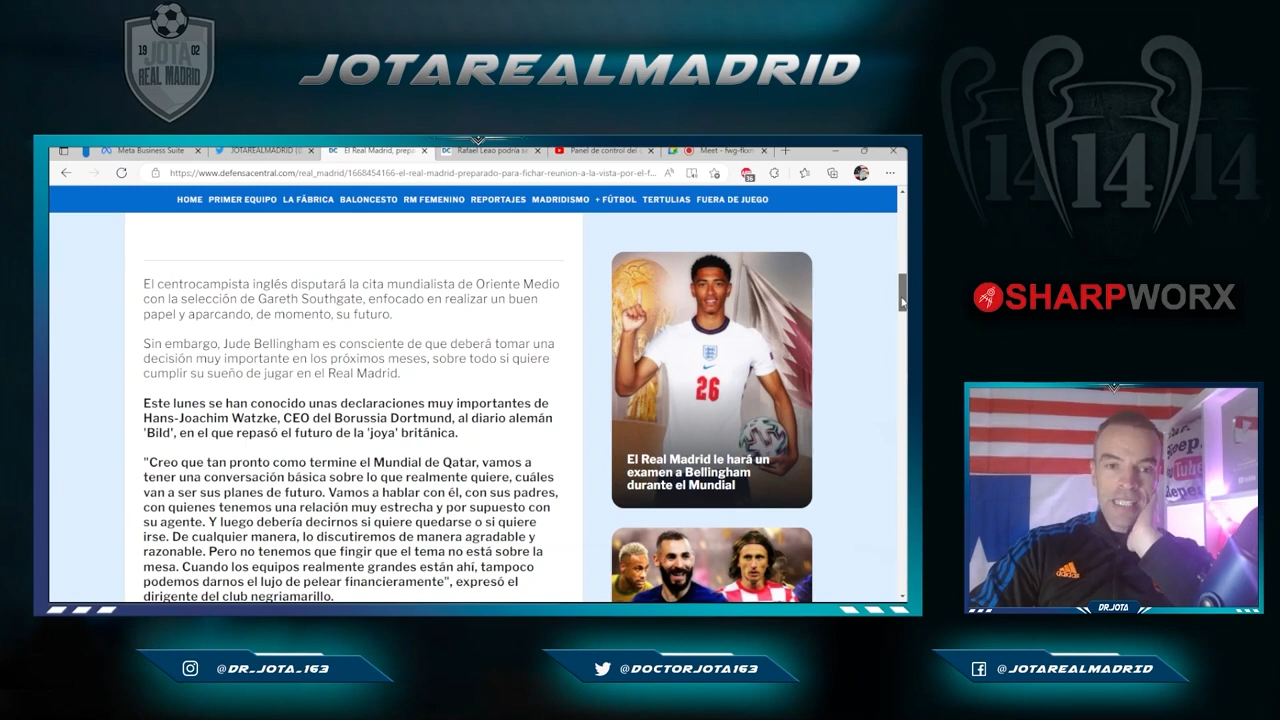 19 02
JOTA
REAL MADRID
JOTAREALMADRID
14 14 14
Meta Business Suite
JOTAREALMADRID (
El Real Madrid, prepa
Rafael Leao podría se
Panel de control del
Meet - fwg-fkxn
https://www.defensacentral.com/real_madrid/1668454166-el-real-madrid-preparado-para-fichar-reunion-a-la-vista-por-el-f...
36
HOME PRIMER EQUIPO LA FÁBRICA BALONCESTO RM FEMENINO REPORTAJES MADRIDISMO + FÚTBOL TERTULIAS FUERA DE JUEGO
El centrocampista inglés disputará la cita mundialista de Oriente Medio
con la selección de Gareth Southgate, enfocado en realizar un buen
papel y aparcando, de momento, su futuro.
Sin embargo, Jude Bellingham es consciente de que deberá tomar una
decisión muy importante en los próximos meses, sobre todo si quiere
cumplir su sueño de jugar en el Real Madrid.
Este lunes se han conocido unas declaraciones muy importantes de
Hans-Joachim Watzke, CEO del Borussia Dortmund, al diario alemán
'Bild', en el que repasó el futuro de la 'joya' británica.
"Creo que tan pronto como termine el Mundial de Qatar, vamos a
tener una conversación básica sobre lo que realmente quiere, cuáles
van a ser sus planes de futuro. Vamos a hablar con él, con sus padres,
con quienes tenemos una relación muy estrecha y por supuesto con
su agente. Y luego debería decirnos si quiere quedarse o si quiere
irse. De cualquier manera, lo discutiremos de manera agradable y
razonable. Pero no tenemos que fingir que el tema no está sobre la
mesa. Cuando los equipos realmente grandes están ahí, tampoco
podemos darnos el lujo de pelear financieramente", expresó el
dirigente del club negriamarillo.
26
El Real Madrid le hará un
examen a Bellingham
durante el Mundial
SHARPWORX
adidas
DR.JOTA
@DR_JOTA_163
@DOCTORJOTA163
@JOTAREALMADRID